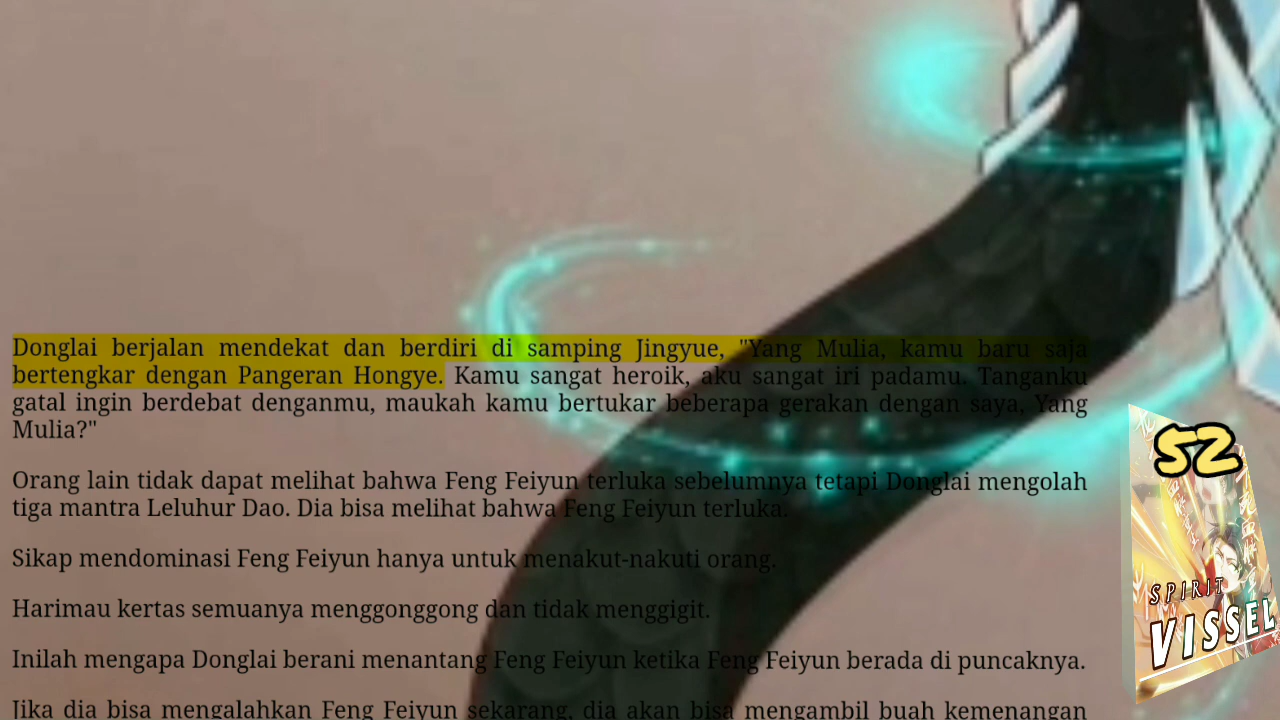 Donglai berjalan mendekat dan berdiri di samping Jingyue, "Yang Mulia, kamu baru saja
bertengkar dengan Pangeran Hongye. Kamu sangat heroik, aku sangat iri padamu. Tanganku
gatal ingin berdebat denganmu, maukah kamu bertukar beberapa gerakan dengan saya, Yang
Mulia?"
Orang lain tidak dapat melihat bahwa Feng Feiyun terluka sebelumnya tetapi Donglai mengolah
tiga mantra Leluhur Dao. Dia bisa melihat bahwa Feng Feiyun terluka.
Sikap mendominasi Feng Feiyun hanya untuk menakut-nakuti orang.
Harimau kertas semuanya menggonggong dan tidak menggigit.
Inilah mengapa Donglai berani menantang Feng Feiyun ketika Feng Feiyun berada di puncaknya.
Jika dia bisa mengalahkan Feng Feiyun sekarang, dia akan bisa mengambil buah kemenangan
52
SPIRIT
VISSEL